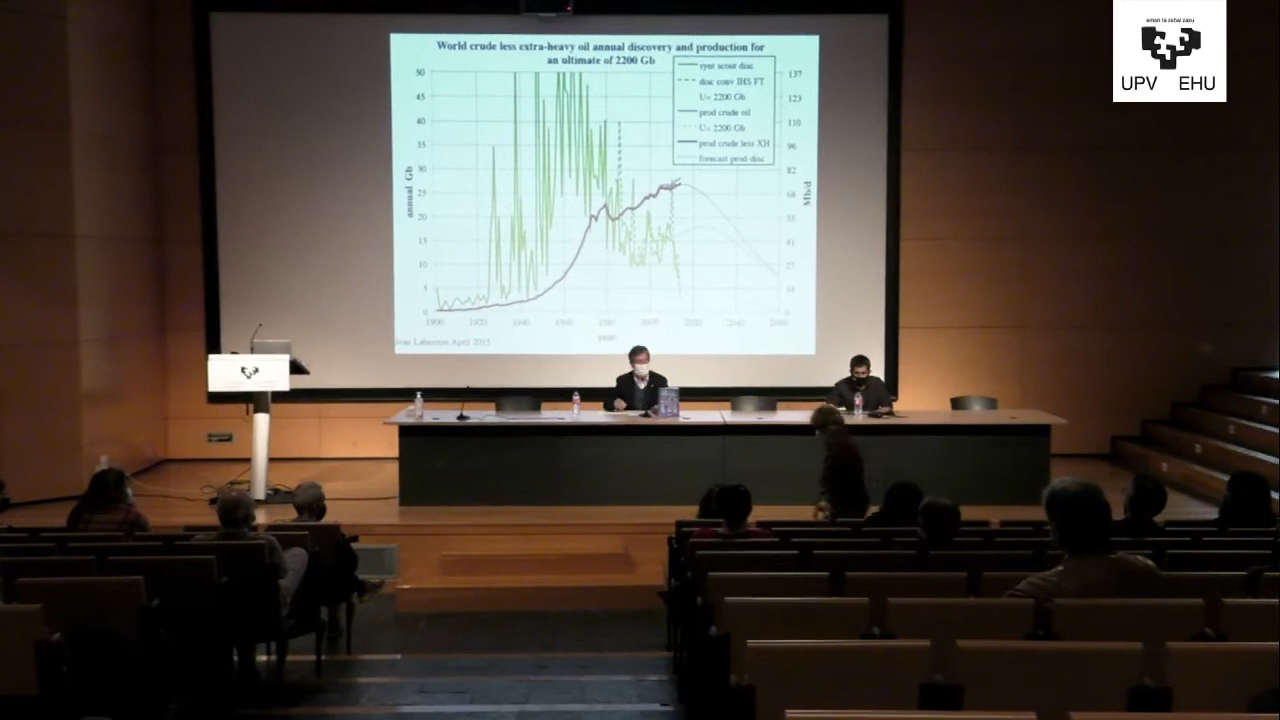 eman ta zabal zazu
UPV EHU
World crude less extra-heavy oil annual discovery and production for
an ultimate of 2200 Gb
50
45
40
35
30
25
20
15
10
5
0
annual Gb
137
123
110
96
82
68
55
41
27
14
0
Mb/d
1900 1920 1940 1960 1980 2000 2020 2040 2060
year
disc conv IHS FT
U= 2200 Gb
prod crude oil
U= 2200 Gb
prod crude less XH
forecast prod-disc
Jean Laherrere April 2015